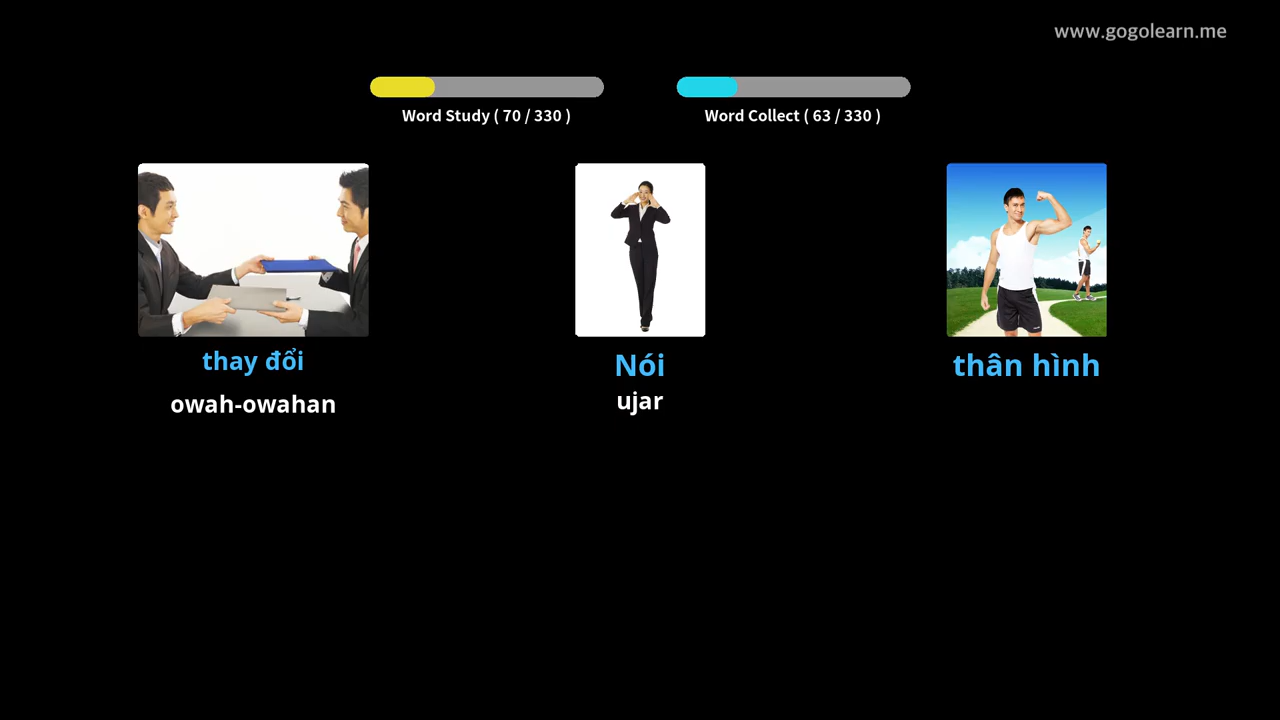 www.gogolearn.me
Word Study ( 70 / 330 )
Word Collect ( 63 / 330 )
thay đổi
owah-owahan
Nói
ujar
thân hình